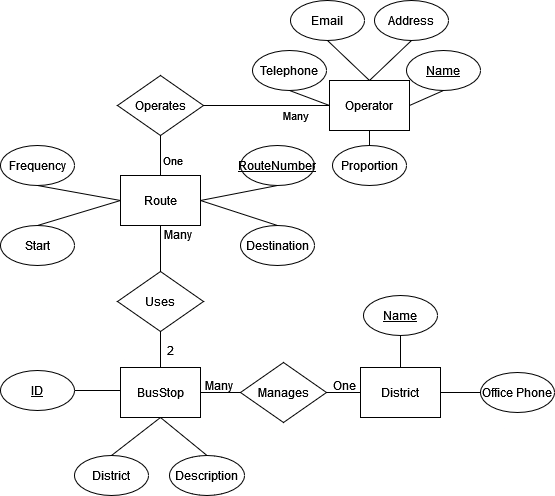 Email
Address
Telephone
Name
Operates
Many
Operator
One
Proportion
Frequency
RouteNumber
Route
Start
Many
Destination
Uses
2
Name
ID
BusStop
Many
Manages
One
District
Office Phone
District
Description